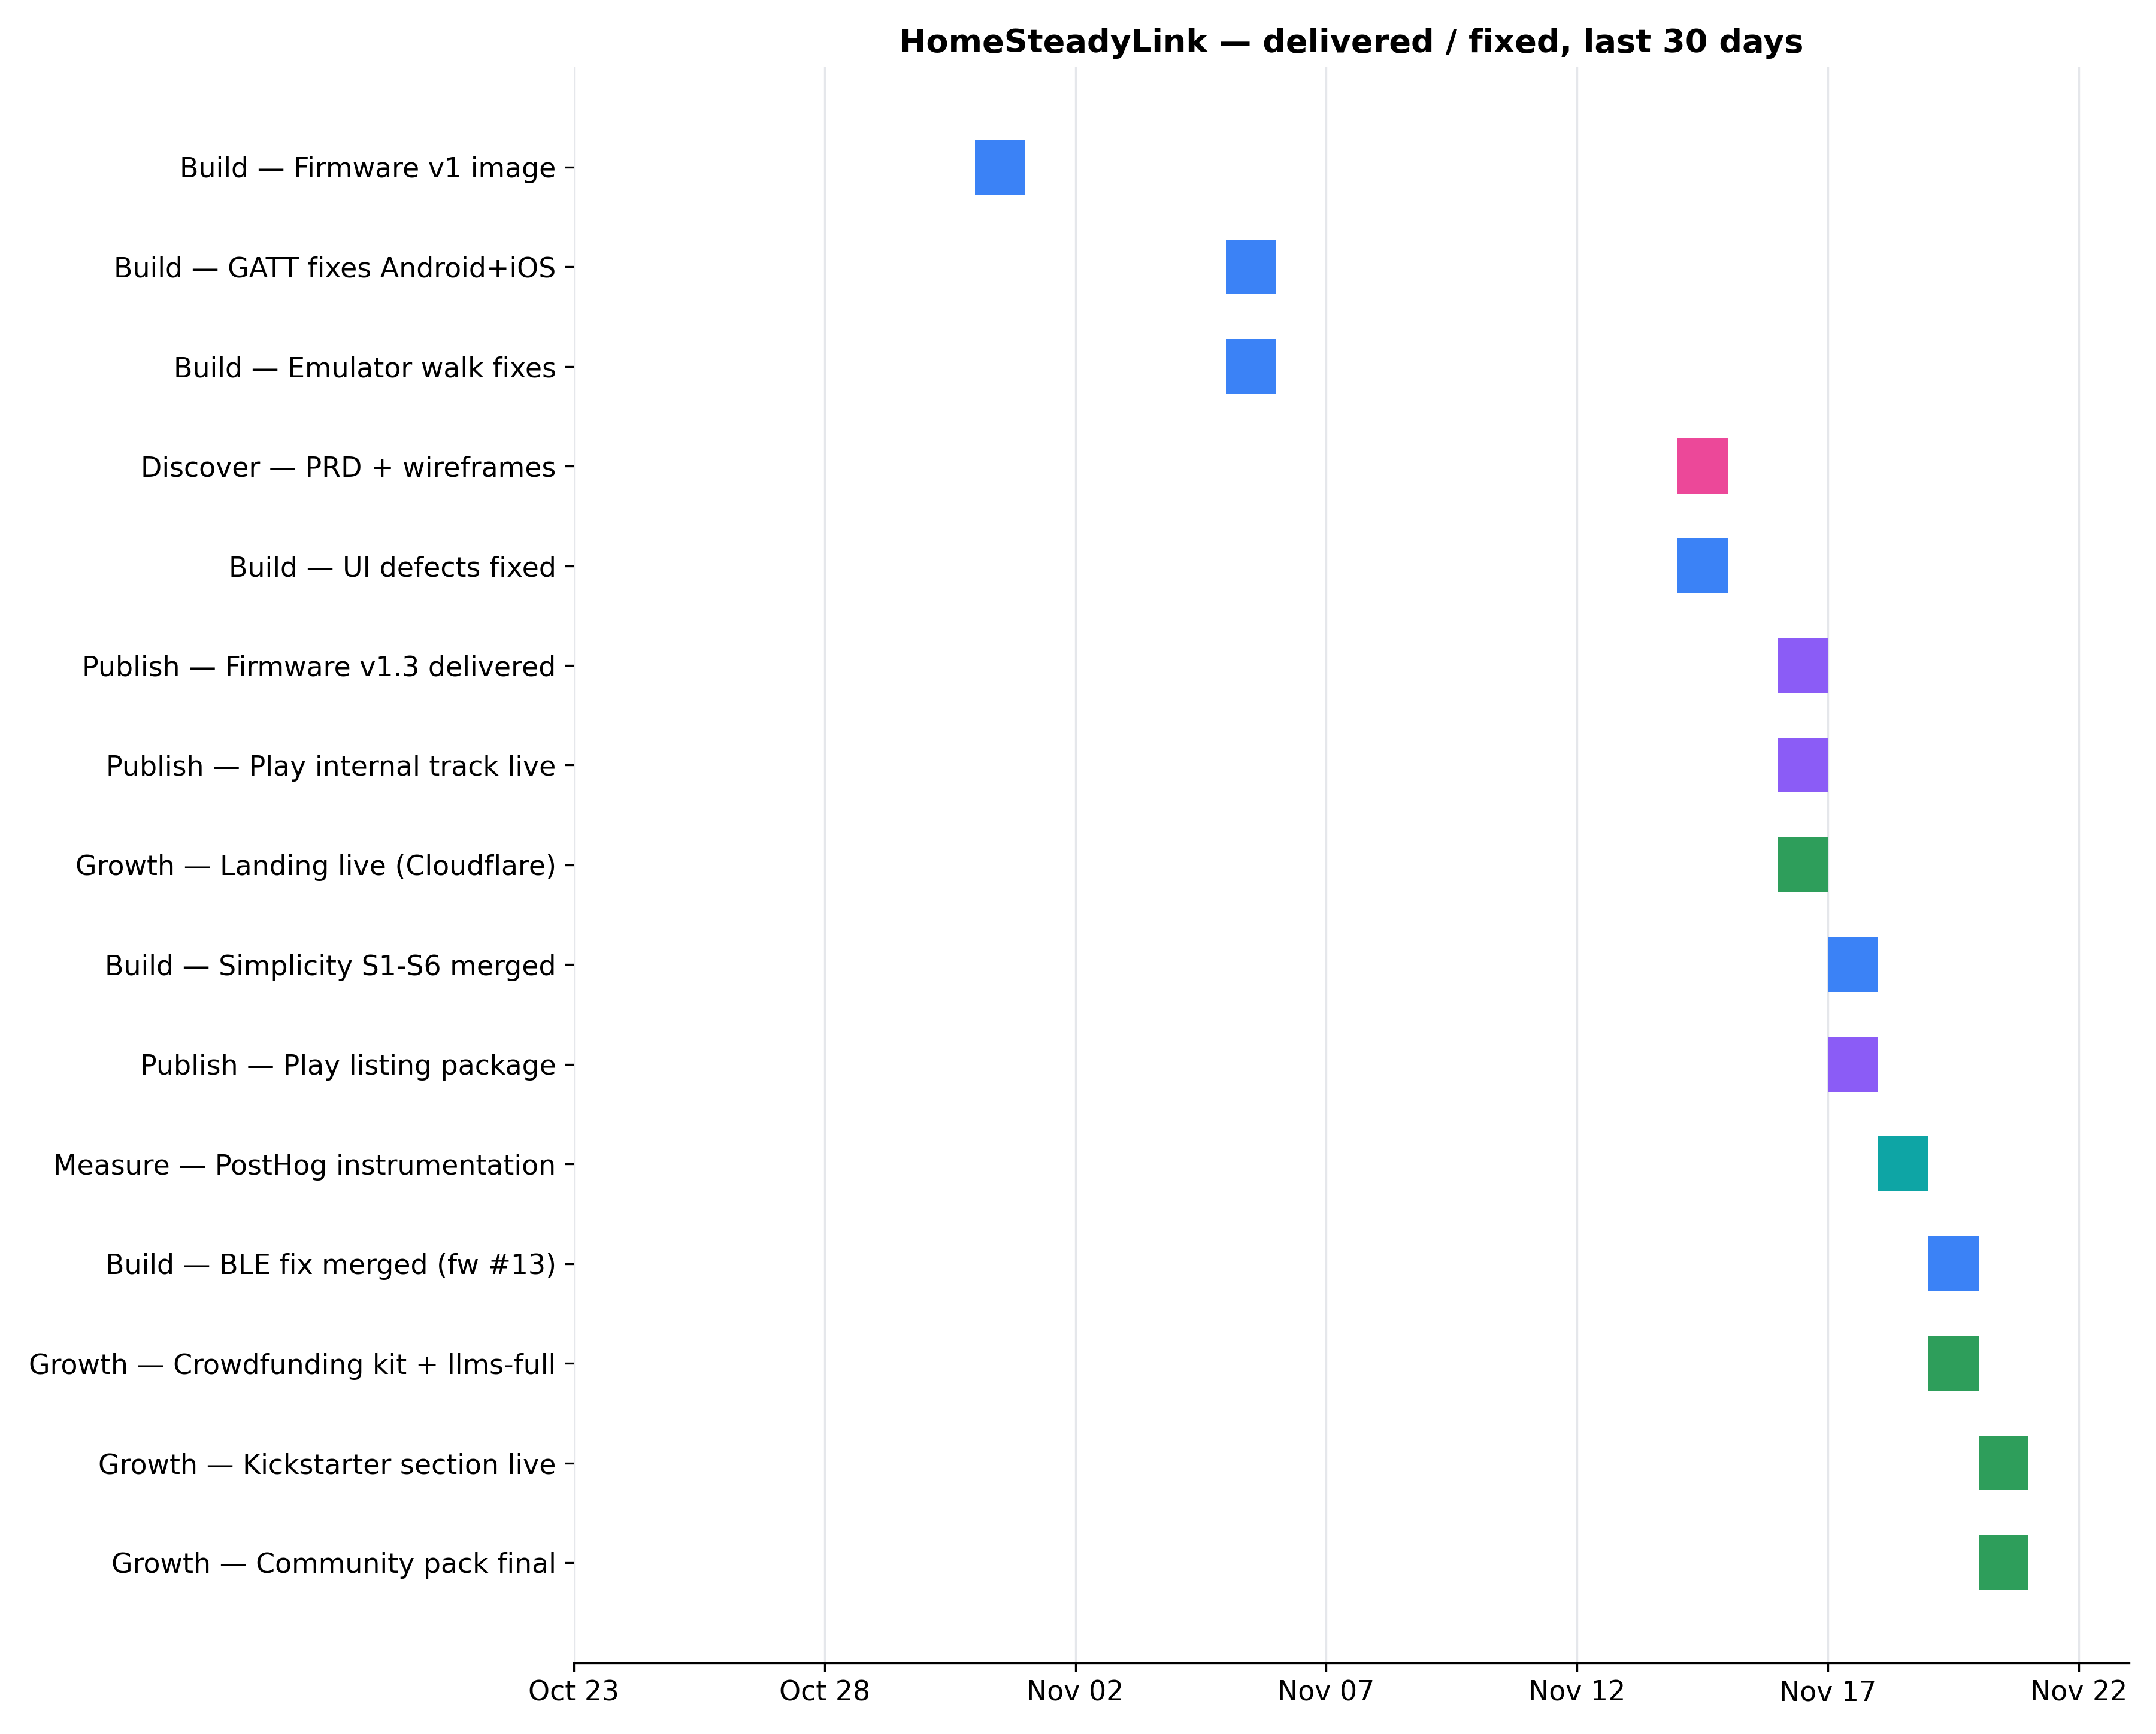 HomeSteadyLink — delivered / fixed, last 30 days
Build — Firmware v1 image
Build — GATT fixes Android+iOS
Build — Emulator walk fixes
Discover — PRD + wireframes
Build — UI defects fixed
Publish — Firmware v1.3 delivered
Publish — Play internal track live
Growth — Landing live (Cloudflare)
Build — Simplicity S1-S6 merged
Publish — Play listing package
Measure — PostHog instrumentation
Build — BLE fix merged (fw #13)
Growth — Crowdfunding kit + llms-full
Growth — Kickstarter section live
Growth — Community pack final
Oct 23 Oct 28 Nov 02 Nov 07 Nov 12 Nov 17 Nov 22